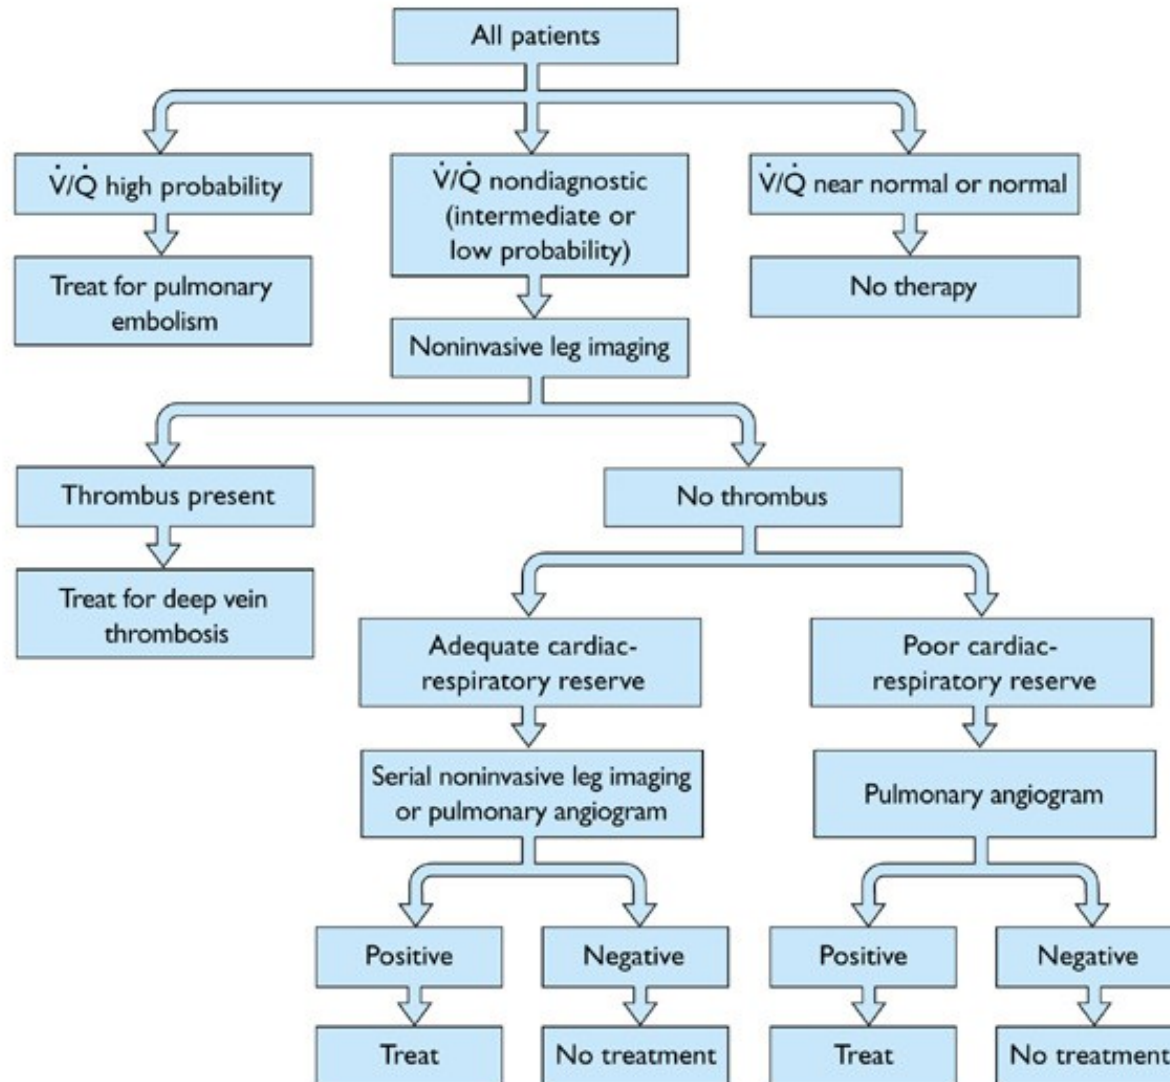 All patients
V̇/Q̇ high probability
V̇/Q̇ nondiagnostic
(intermediate or
low probability)
V̇/Q̇ near normal or normal
Treat for pulmonary
embolism
No therapy
Noninvasive leg imaging
Thrombus present
No thrombus
Treat for deep vein
thrombosis
Adequate cardiac-
respiratory reserve
Poor cardiac-
respiratory reserve
Serial noninvasive leg imaging
or pulmonary angiogram
Pulmonary angiogram
Positive
Negative
Positive
Negative
Treat
No treatment
Treat
No treatment